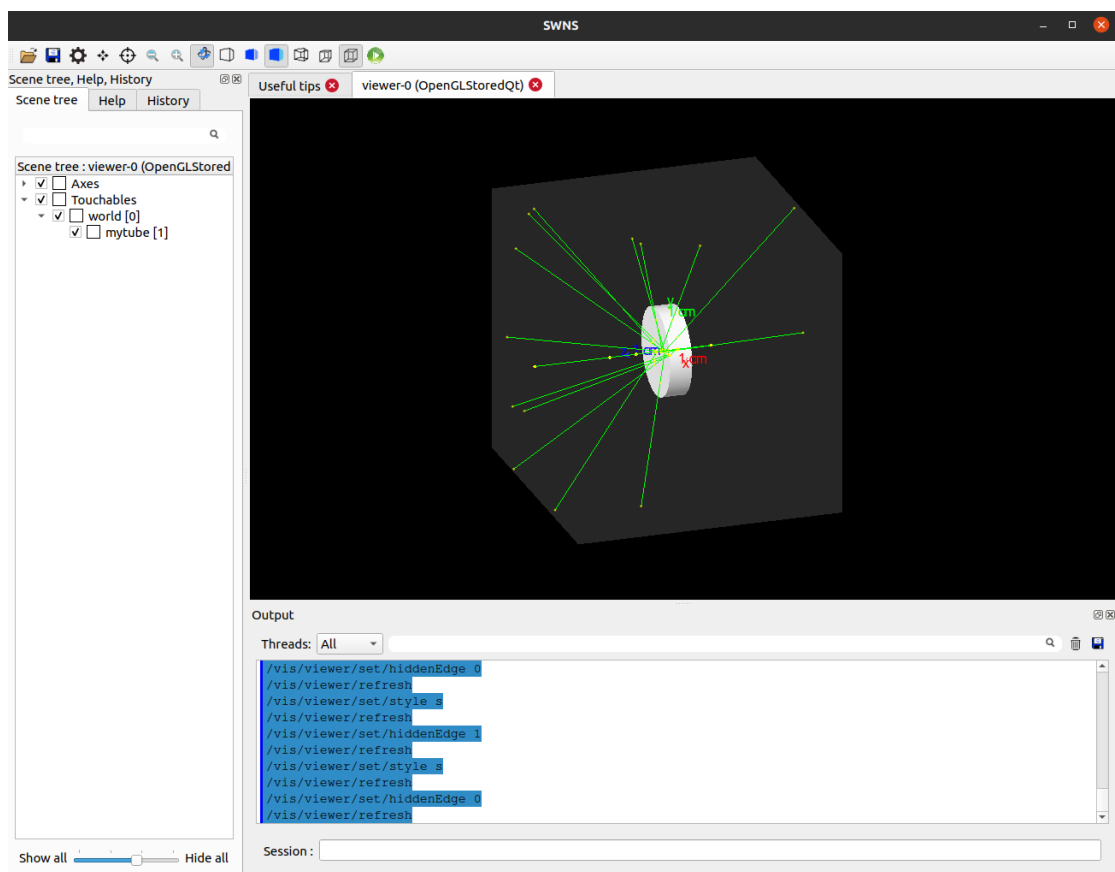 SWNS
Scene tree, Help, History
Useful tips
viewer-0 (OpenGLStoredQt)
Scene tree
Help
History
Scene tree : viewer-0 (OpenGLStored
Axes
Touchables
world [0]
mytube [1]
y
1 cm
1 cm
x
Show all
Hide all
Output
Threads: All
/vis/viewer/set/hiddenEdge 0
/vis/viewer/refresh
/vis/viewer/set/style s
/vis/viewer/refresh
/vis/viewer/set/hiddenEdge 1
/vis/viewer/refresh
/vis/viewer/set/style s
/vis/viewer/refresh
/vis/viewer/set/hiddenEdge 0
/vis/viewer/refresh
Session :